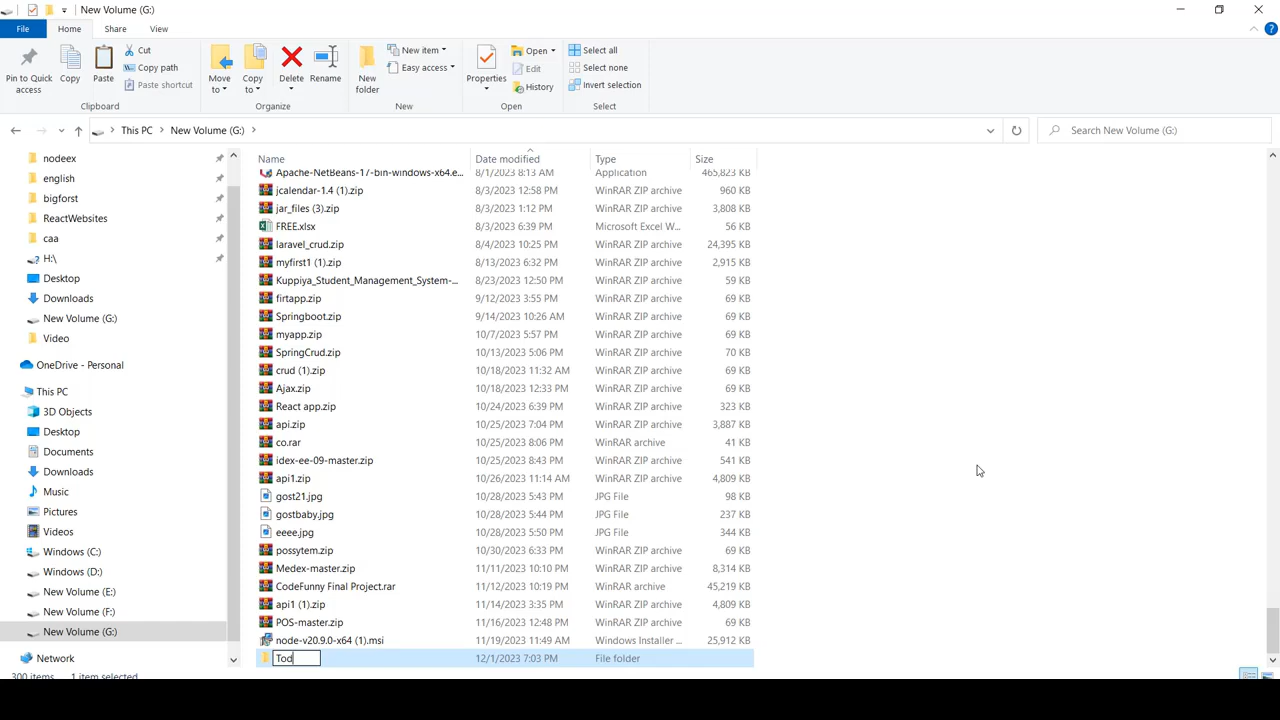 New Volume (G:)
File Home Share View
Pin to Quick access
Copy
Paste
Cut
Copy path
Paste shortcut
Clipboard
Move to
Copy to
Delete
Rename
Organize
New folder
New item
Easy access
New
Properties
Open
Edit
History
Open
Select all
Select none
Invert selection
Select
This PC New Volume (G:)
Search New Volume (G:)
nodeex
english
bigforst
ReactWebsites
caa
H:\
Desktop
Downloads
New Volume (G:)
Video
OneDrive - Personal
This PC
3D Objects
Desktop
Documents
Downloads
Music
Pictures
Videos
Windows (C:)
Windows (D:)
New Volume (E:)
New Volume (F:)
New Volume (G:)
Network
Name Date modified Type Size
Apache-NetBeans-17-bin-windows-x64.e... 8/1/2023 8:13 AM Application 465,823 KB
jcalendar-1.4 (1).zip 8/3/2023 12:58 PM WinRAR ZIP archive 960 KB
jar_files (3).zip 8/3/2023 1:12 PM WinRAR ZIP archive 3,808 KB
FREE.xlsx 8/3/2023 6:39 PM Microsoft Excel W... 56 KB
laravel_crud.zip 8/4/2023 10:25 PM WinRAR ZIP archive 24,395 KB
myfirst1 (1).zip 8/13/2023 6:32 PM WinRAR ZIP archive 2,915 KB
Kuppiya_Student_Management_System-... 8/23/2023 12:50 PM WinRAR ZIP archive 59 KB
firtapp.zip 9/12/2023 3:55 PM WinRAR ZIP archive 69 KB
Springboot.zip 9/14/2023 10:26 AM WinRAR ZIP archive 69 KB
myapp.zip 10/7/2023 5:57 PM WinRAR ZIP archive 69 KB
SpringCrud.zip 10/13/2023 5:06 PM WinRAR ZIP archive 70 KB
crud (1).zip 10/18/2023 11:32 AM WinRAR ZIP archive 69 KB
Ajax.zip 10/18/2023 12:33 PM WinRAR ZIP archive 69 KB
React app.zip 10/24/2023 6:39 PM WinRAR ZIP archive 323 KB
api.zip 10/25/2023 7:04 PM WinRAR ZIP archive 3,887 KB
co.rar 10/25/2023 8:06 PM WinRAR archive 41 KB
idex-ee-09-master.zip 10/25/2023 8:43 PM WinRAR ZIP archive 541 KB
api1.zip 10/26/2023 11:14 AM WinRAR ZIP archive 4,809 KB
gost21.jpg 10/28/2023 5:43 PM JPG File 98 KB
gostbaby.jpg 10/28/2023 5:44 PM JPG File 237 KB
eeee.jpg 10/28/2023 5:50 PM JPG File 344 KB
possytem.zip 10/30/2023 6:33 PM WinRAR ZIP archive 69 KB
Medex-master.zip 11/11/2023 10:10 PM WinRAR ZIP archive 8,314 KB
CodeFunny Final Project.rar 11/12/2023 10:19 PM WinRAR archive 45,219 KB
api1 (1).zip 11/14/2023 3:35 PM WinRAR ZIP archive 4,809 KB
POS-master.zip 11/16/2023 12:48 PM WinRAR ZIP archive 69 KB
node-v20.9.0-x64 (1).msi 11/19/2023 11:49 AM Windows Installer ... 25,912 KB
Tod 12/1/2023 7:03 PM File folder
300 items 1 item selected